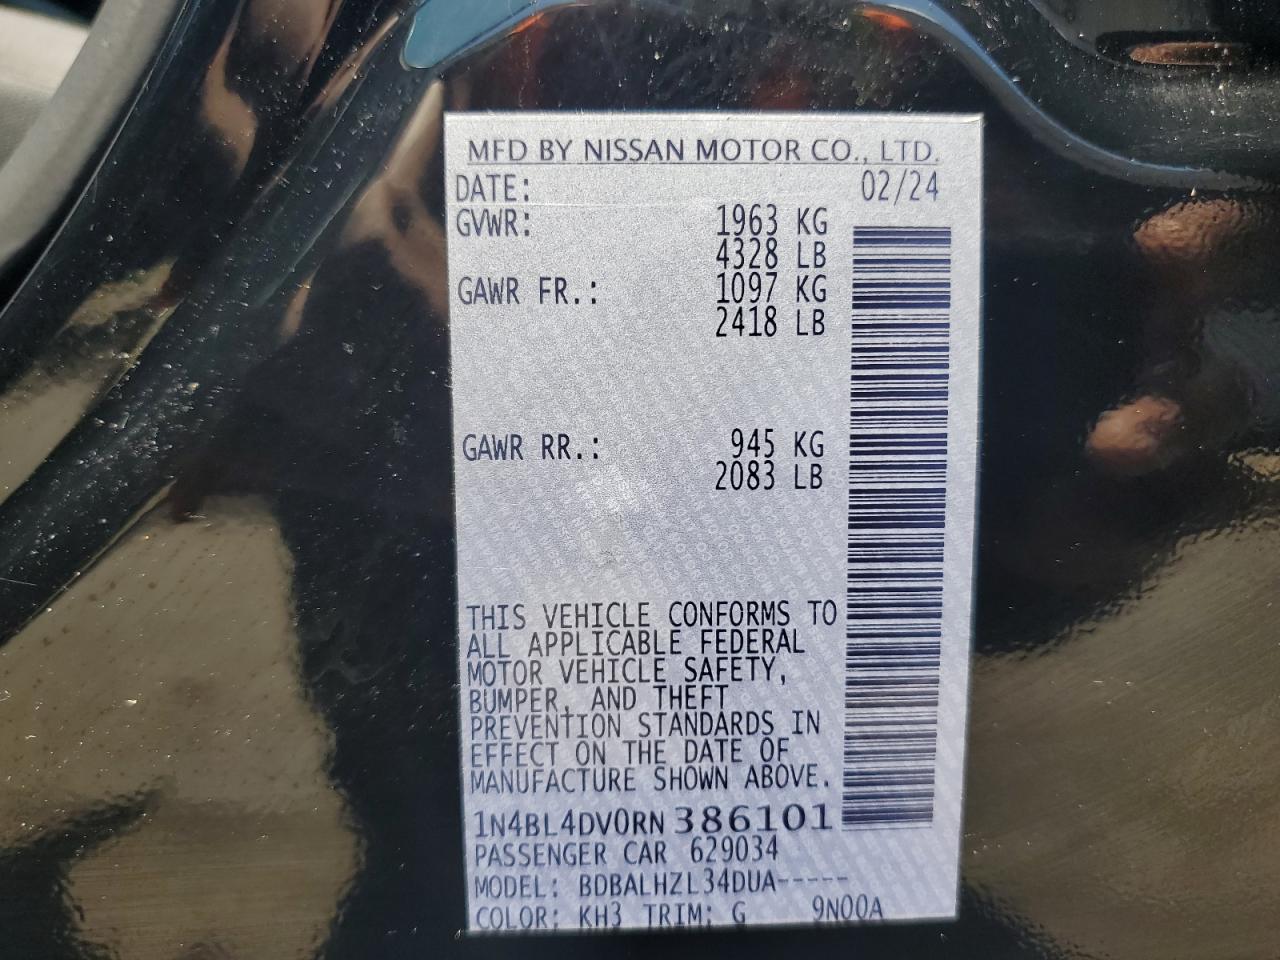 MFD BY NISSAN MOTOR CO., LTD.
DATE: 02/24
GVWR: 1963 KG
4328 LB
GAWR FR.: 1097 KG
2418 LB
GAWR RR.: 945 KG
2083 LB
THIS VEHICLE CONFORMS TO
ALL APPLICABLE FEDERAL
MOTOR VEHICLE SAFETY,
BUMPER, AND THEFT
PREVENTION STANDARDS IN
EFFECT ON THE DATE OF
MANUFACTURE SHOWN ABOVE.
1N4BL4DV0RN386101
PASSENGER CAR 629034
MODEL: BDBALHZL34DUA-----
COLOR: KH3 TRIM: G 9N00A